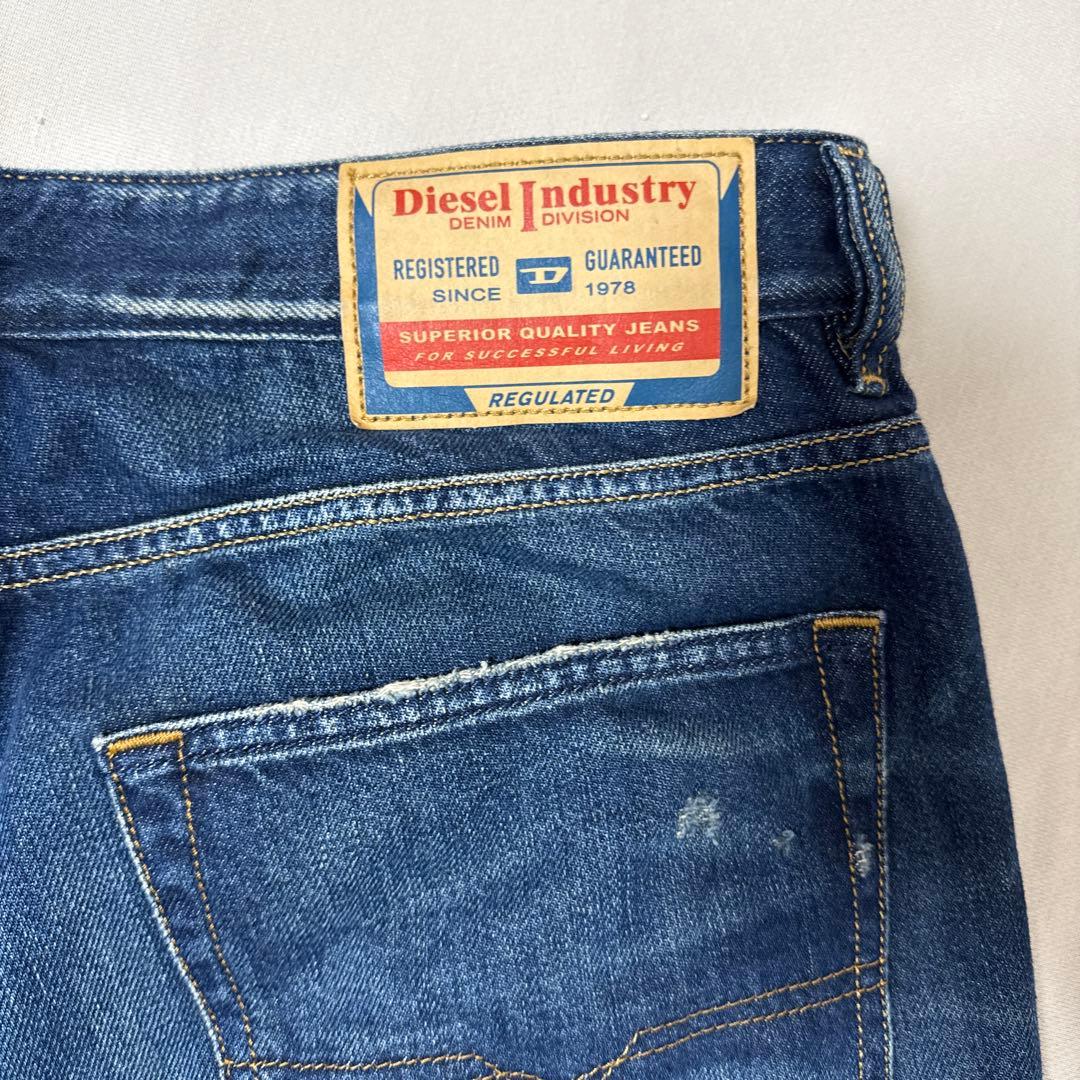 Diesel Industry
DENIM DIVISION
REGISTERED D GUARANTEED
SINCE 1978
SUPERIOR QUALITY JEANS
FOR SUCCESSFUL LIVING
REGULATED